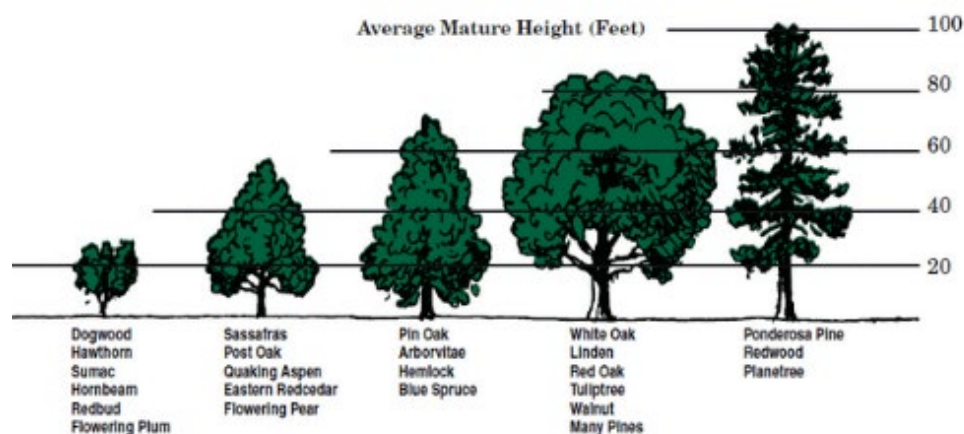 Average Mature Height (Feet)
100
80
60
40
20
Dogwood
Hawthorn
Sumac
Hornbeam
Redbud
Flowering Plum
Sassafras
Post Oak
Quaking Aspen
Eastern Redcedar
Flowering Pear
Pin Oak
Arborvitae
Hemlock
Blue Spruce
White Oak
Linden
Red Oak
Tuliptree
Walnut
Many Pines
Ponderosa Pine
Redwood
Planetree